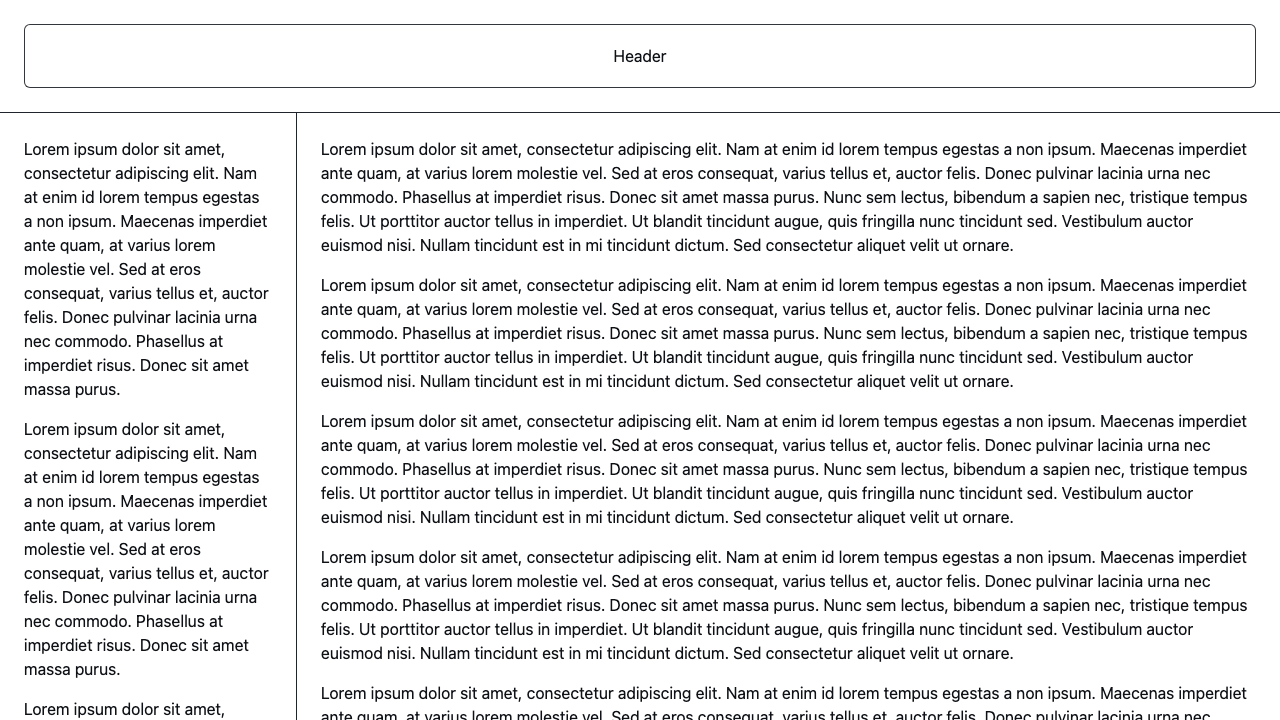 Header
Lorem ipsum dolor sit amet,
consectetur adipiscing elit. Nam
at enim id lorem tempus egestas
a non ipsum. Maecenas imperdiet
ante quam, at varius lorem
molestie vel. Sed at eros
consequat, varius tellus et, auctor
felis. Donec pulvinar lacinia urna
nec commodo. Phasellus at
imperdiet risus. Donec sit amet
massa purus.
Lorem ipsum dolor sit amet,
consectetur adipiscing elit. Nam
at enim id lorem tempus egestas
a non ipsum. Maecenas imperdiet
ante quam, at varius lorem
molestie vel. Sed at eros
consequat, varius tellus et, auctor
felis. Donec pulvinar lacinia urna
nec commodo. Phasellus at
imperdiet risus. Donec sit amet
massa purus.
Lorem ipsum dolor sit amet,
Lorem ipsum dolor sit amet, consectetur adipiscing elit. Nam at enim id lorem tempus egestas a non ipsum. Maecenas imperdiet
ante quam, at varius lorem molestie vel. Sed at eros consequat, varius tellus et, auctor felis. Donec pulvinar lacinia urna nec
commodo. Phasellus at imperdiet risus. Donec sit amet massa purus. Nunc sem lectus, bibendum a sapien nec, tristique tempus
felis. Ut porttitor auctor tellus in imperdiet. Ut blandit tincidunt augue, quis fringilla nunc tincidunt sed. Vestibulum auctor
euismod nisi. Nullam tincidunt est in mi tincidunt dictum. Sed consectetur aliquet velit ut ornare.
Lorem ipsum dolor sit amet, consectetur adipiscing elit. Nam at enim id lorem tempus egestas a non ipsum. Maecenas imperdiet
ante quam, at varius lorem molestie vel. Sed at eros consequat, varius tellus et, auctor felis. Donec pulvinar lacinia urna nec
commodo. Phasellus at imperdiet risus. Donec sit amet massa purus. Nunc sem lectus, bibendum a sapien nec, tristique tempus
felis. Ut porttitor auctor tellus in imperdiet. Ut blandit tincidunt augue, quis fringilla nunc tincidunt sed. Vestibulum auctor
euismod nisi. Nullam tincidunt est in mi tincidunt dictum. Sed consectetur aliquet velit ut ornare.
Lorem ipsum dolor sit amet, consectetur adipiscing elit. Nam at enim id lorem tempus egestas a non ipsum. Maecenas imperdiet
ante quam, at varius lorem molestie vel. Sed at eros consequat, varius tellus et, auctor felis. Donec pulvinar lacinia urna nec
commodo. Phasellus at imperdiet risus. Donec sit amet massa purus. Nunc sem lectus, bibendum a sapien nec, tristique tempus
felis. Ut porttitor auctor tellus in imperdiet. Ut blandit tincidunt augue, quis fringilla nunc tincidunt sed. Vestibulum auctor
euismod nisi. Nullam tincidunt est in mi tincidunt dictum. Sed consectetur aliquet velit ut ornare.
Lorem ipsum dolor sit amet, consectetur adipiscing elit. Nam at enim id lorem tempus egestas a non ipsum. Maecenas imperdiet
ante quam, at varius lorem molestie vel. Sed at eros consequat, varius tellus et, auctor felis. Donec pulvinar lacinia urna nec
commodo. Phasellus at imperdiet risus. Donec sit amet massa purus. Nunc sem lectus, bibendum a sapien nec, tristique tempus
felis. Ut porttitor auctor tellus in imperdiet. Ut blandit tincidunt augue, quis fringilla nunc tincidunt sed. Vestibulum auctor
euismod nisi. Nullam tincidunt est in mi tincidunt dictum. Sed consectetur aliquet velit ut ornare.
Lorem ipsum dolor sit amet, consectetur adipiscing elit. Nam at enim id lorem tempus egestas a non ipsum. Maecenas imperdiet
ante quam, at varius lorem molestie vel. Sed at eros consequat, varius tellus et, auctor felis. Donec pulvinar lacinia urna nec